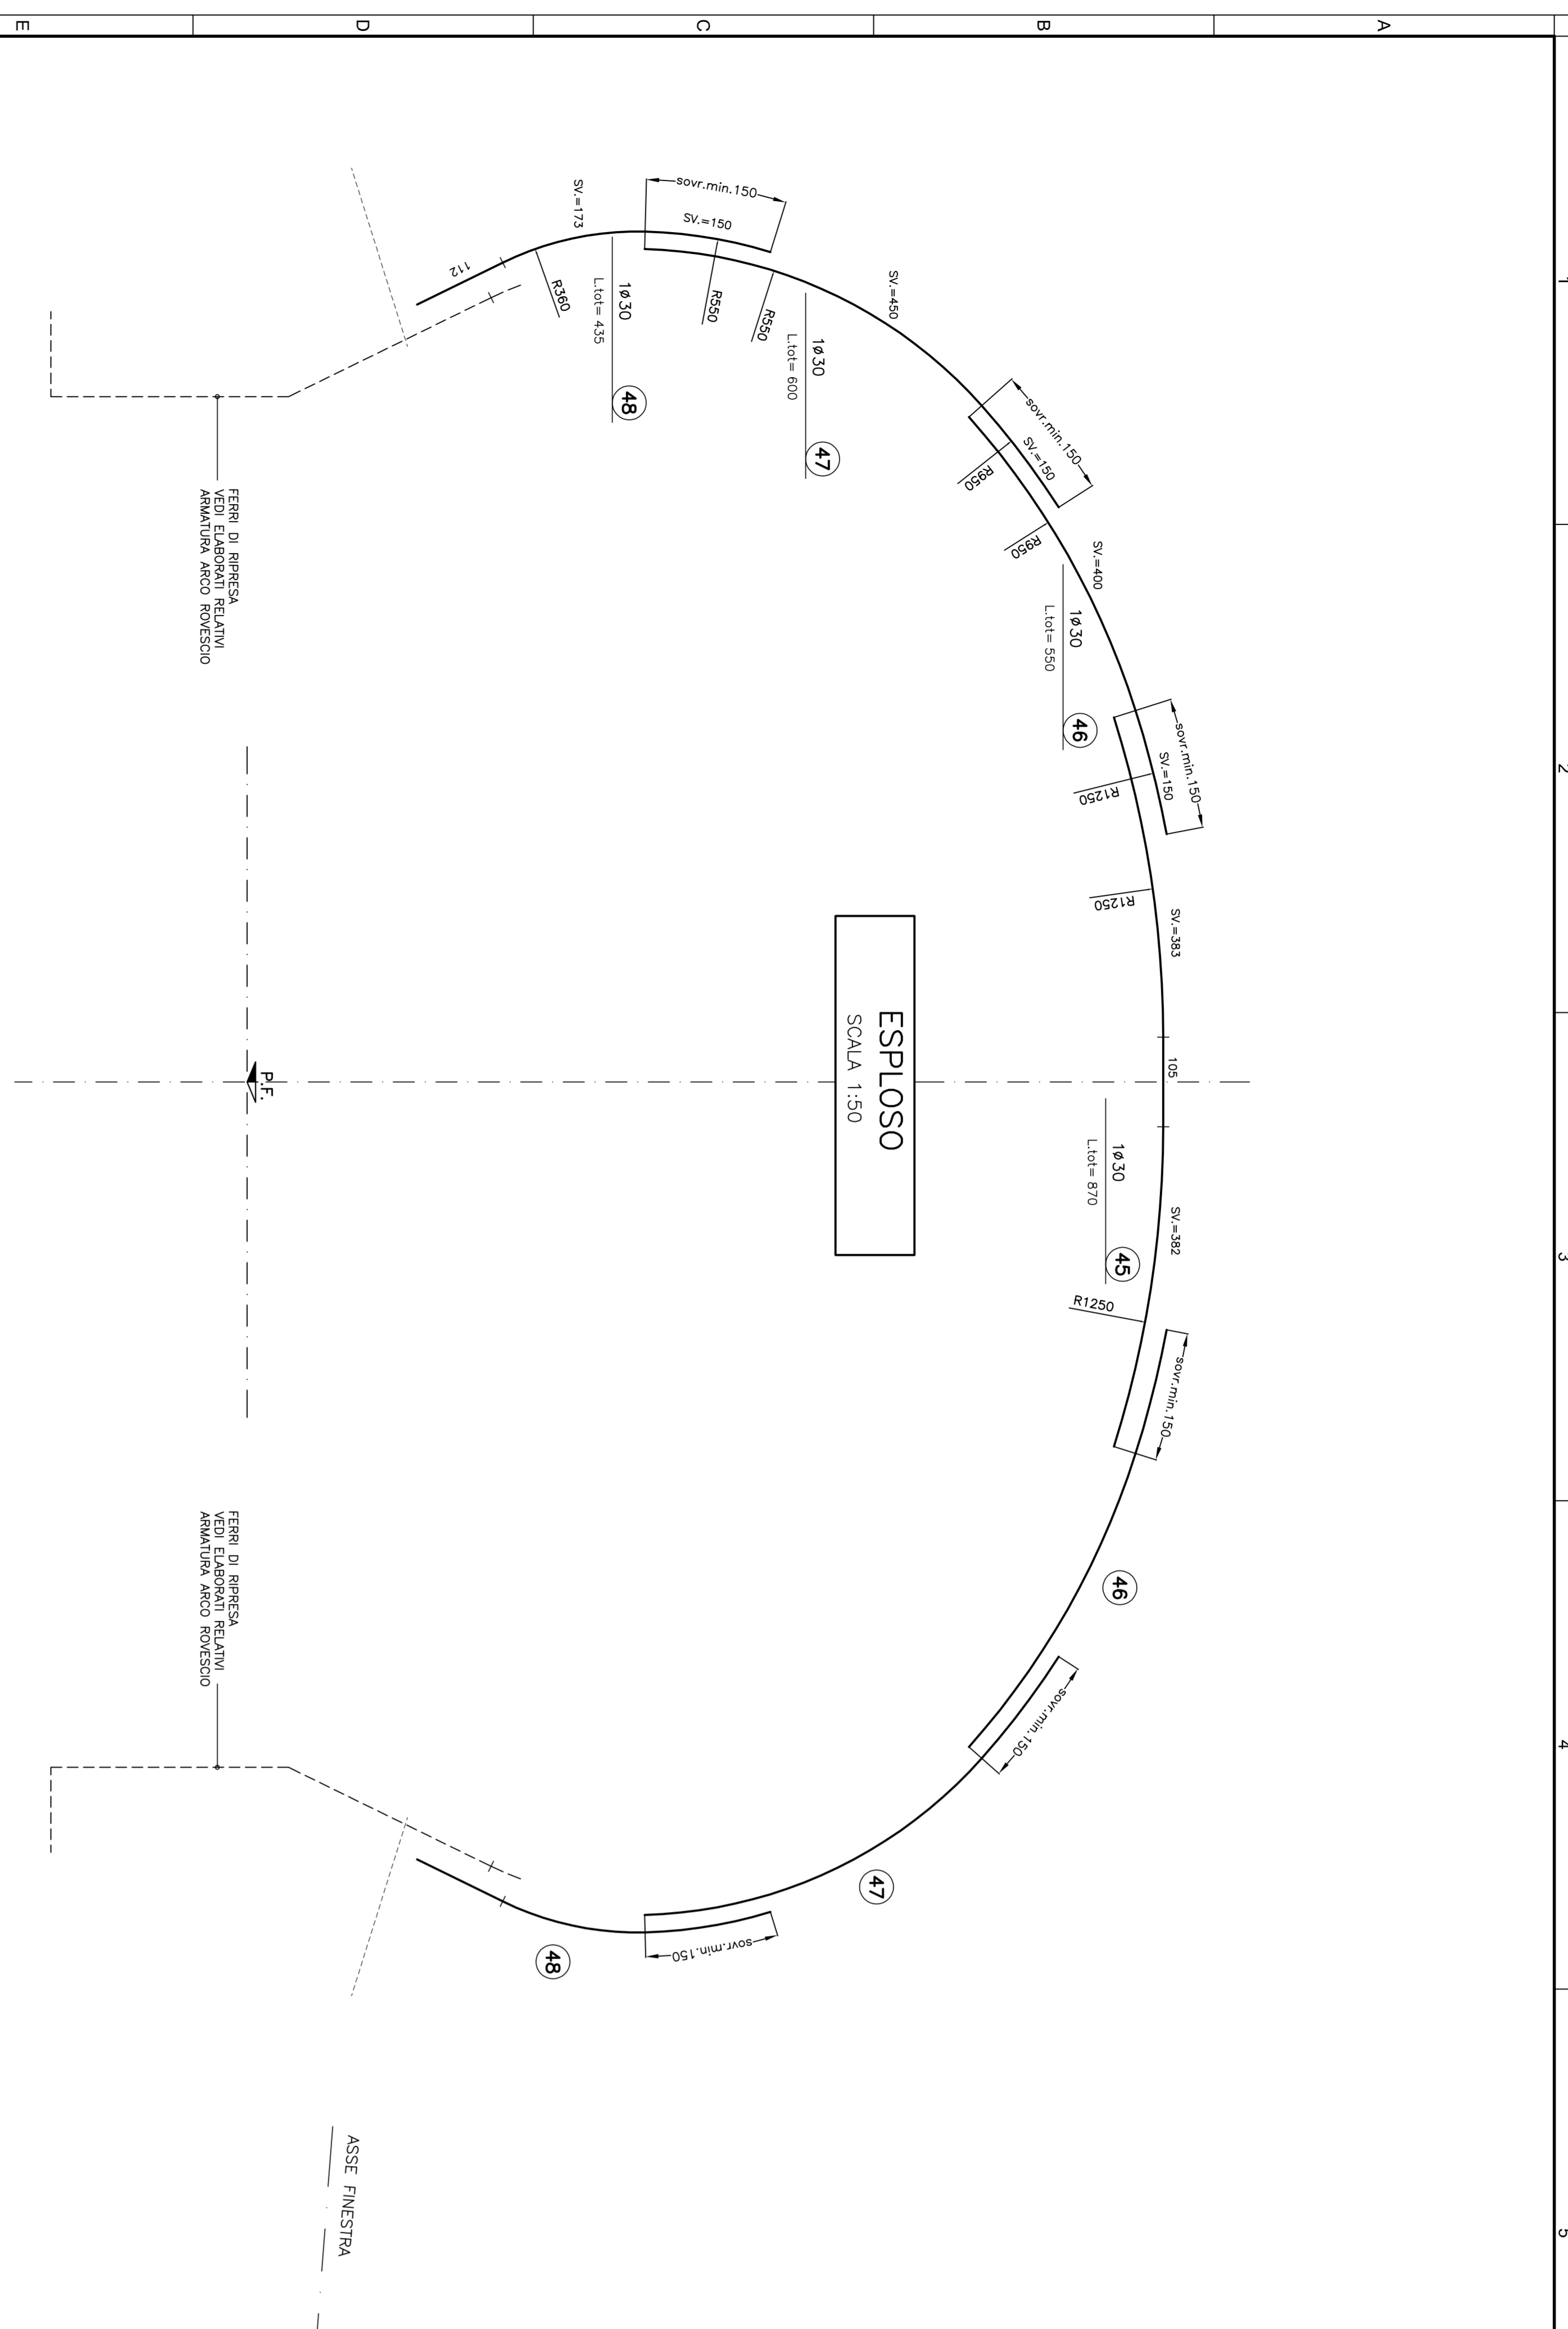 1
2
3
4
5
A
B
C
D
E
105
SV.=383
SV.=382
R1250
R1250
R1250
1ø30
L.tot= 870
45
sovr.min.150
SV.=150
sovr.min.150
SV.=400
R950
R950
1ø30
L.tot= 550
46
46
sovr.min.150
SV.=150
sovr.min.150
SV.=450
R550
R550
1ø30
L.tot= 600
47
47
sovr.min.150
SV.=150
sovr.min.150
SV.=173
R360
1ø30
L.tot= 435
48
48
112
ESPLOSO
SCALA 1:50
P.F.
FERRI DI RIPRESA
VEDI ELABORATI RELATIVI
ARMATURA ARCO ROVESCIO
FERRI DI RIPRESA
VEDI ELABORATI RELATIVI
ARMATURA ARCO ROVESCIO
ASSE FINESTRA